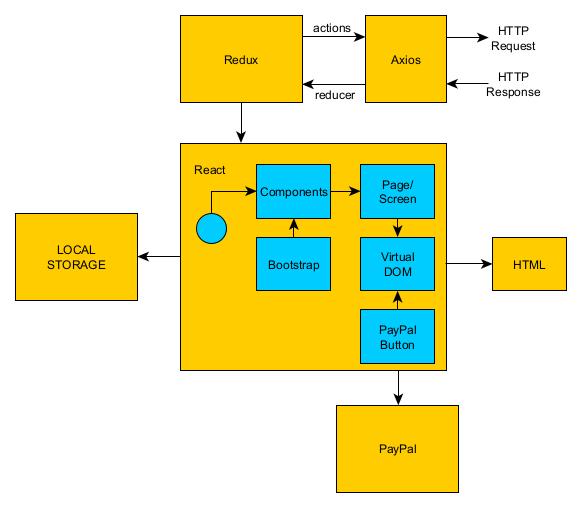 actions
HTTP
Request
Redux
Axios
HTTP
Response
reducer
React
Components
Page/
Screen
LOCAL
STORAGE
Bootstrap
Virtual
DOM
HTML
PayPal
Button
PayPal